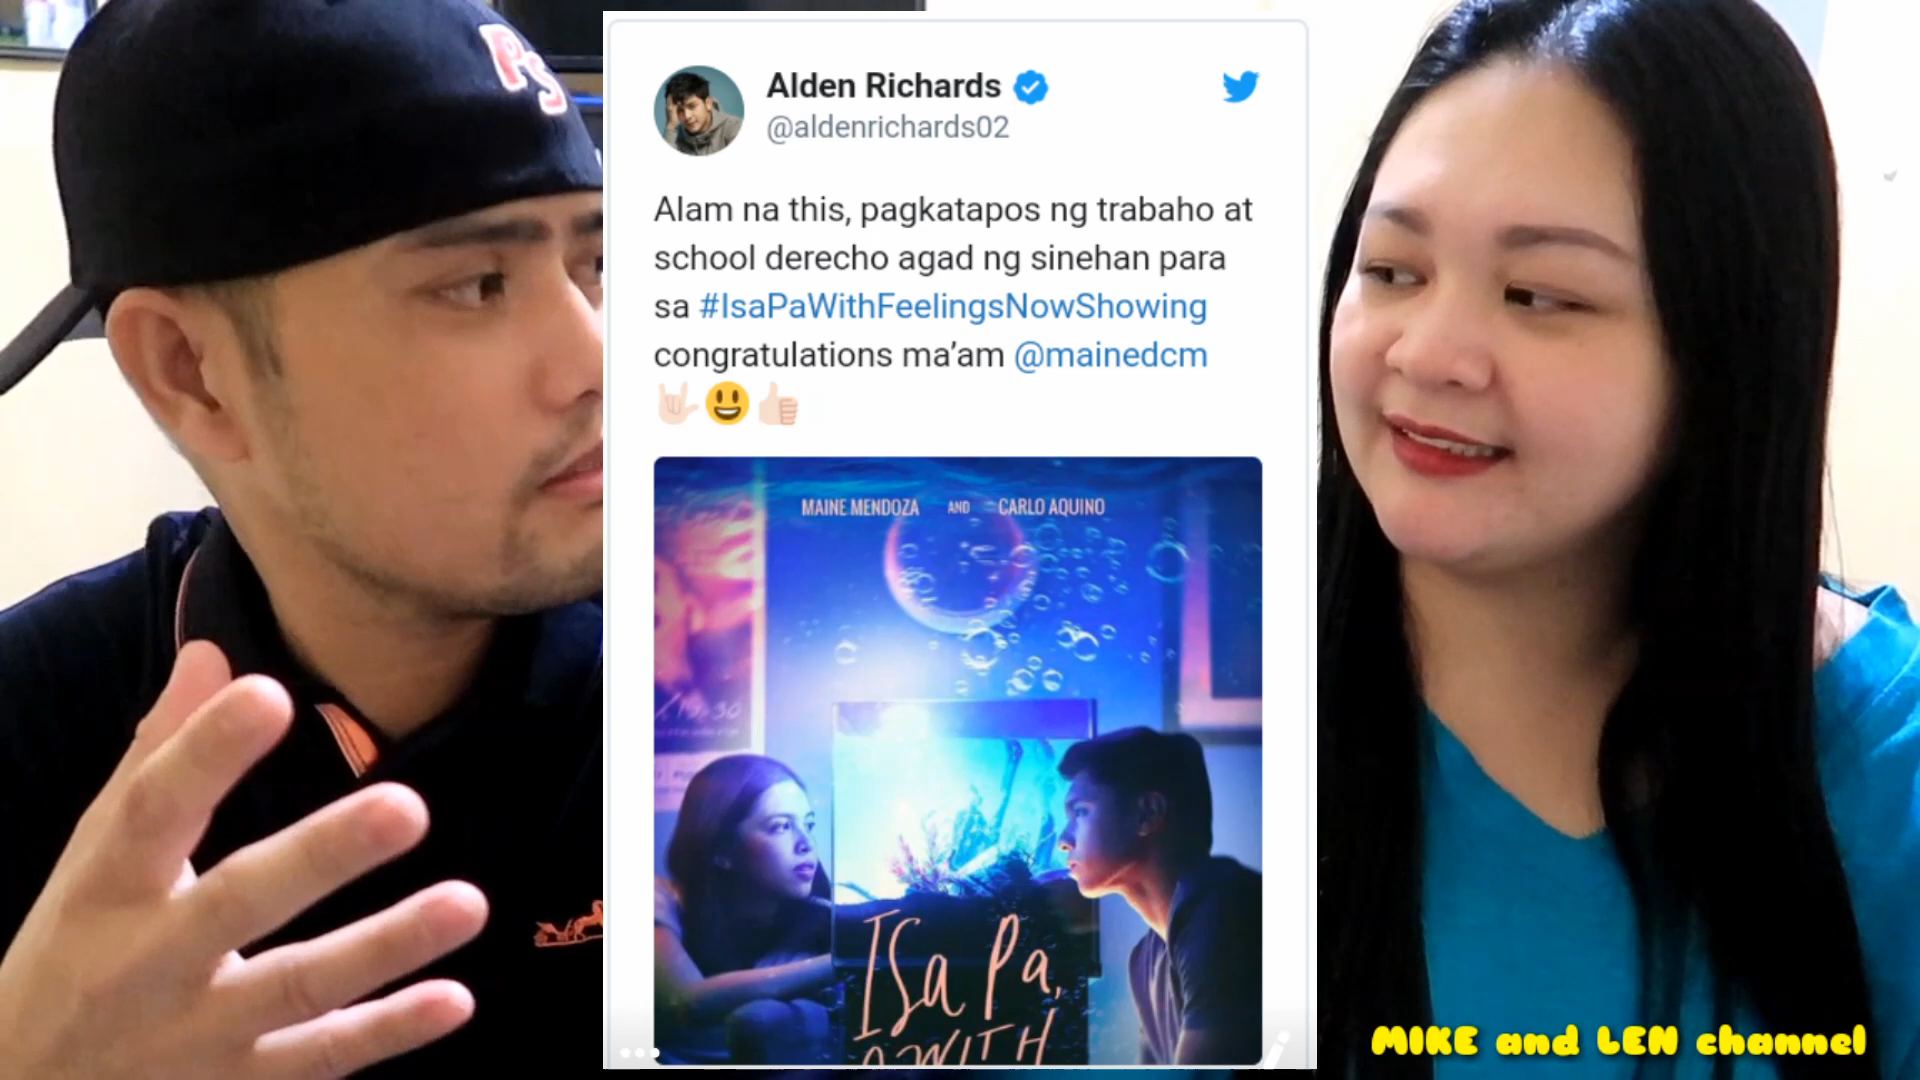 PS
Alden Richards
@aldenrichards02
Alam na this, pagkatapos ng trabaho at
school derecho agad ng sinehan para
sa #IsaPaWithFeelingsNowShowing
congratulations ma’am @mainedcm
🤟🏻😃👍🏻
MAINE MENDOZA AND CARLO AQUINO
ISa Pa,
WITH
MIKE and LEN channel